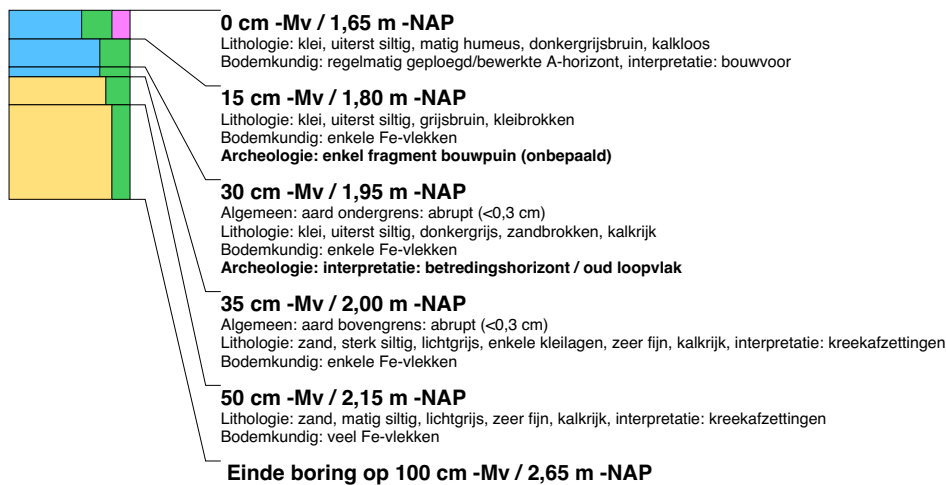 0 cm -Mv / 1,65 m -NAP
Lithologie: klei, uiterst siltig, matig humeus, donkergrijsbruin, kalkloos
Bodemkundig: regelmatig geploegd/bewerkte A-horizont, interpretatie: bouwvoor
15 cm -Mv / 1,80 m -NAP
Lithologie: klei, uiterst siltig, grijsbruin, kleibrokken
Bodemkundig: enkele Fe-vlekken
Archeologie: enkel fragment bouwpuin (onbepaald)
30 cm -Mv / 1,95 m -NAP
Algemeen: aard ondergrens: abrupt (<0,3 cm)
Lithologie: klei, uiterst siltig, donkergrijs, zandbrokken, kalkrijk
Bodemkundig: enkele Fe-vlekken
Archeologie: interpretatie: betredingshorizont / oud loopvlak
35 cm -Mv / 2,00 m -NAP
Algemeen: aard bovengrens: abrupt (<0,3 cm)
Lithologie: zand, sterk siltig, lichtgrijs, enkele kleilagen, zeer fijn, kalkrijk, interpretatie: kreekafzettingen
Bodemkundig: enkele Fe-vlekken
50 cm -Mv / 2,15 m -NAP
Lithologie: zand, matig siltig, lichtgrijs, zeer fijn, kalkrijk, interpretatie: kreekafzettingen
Bodemkundig: veel Fe-vlekken
Einde boring op 100 cm -Mv / 2,65 m -NAP